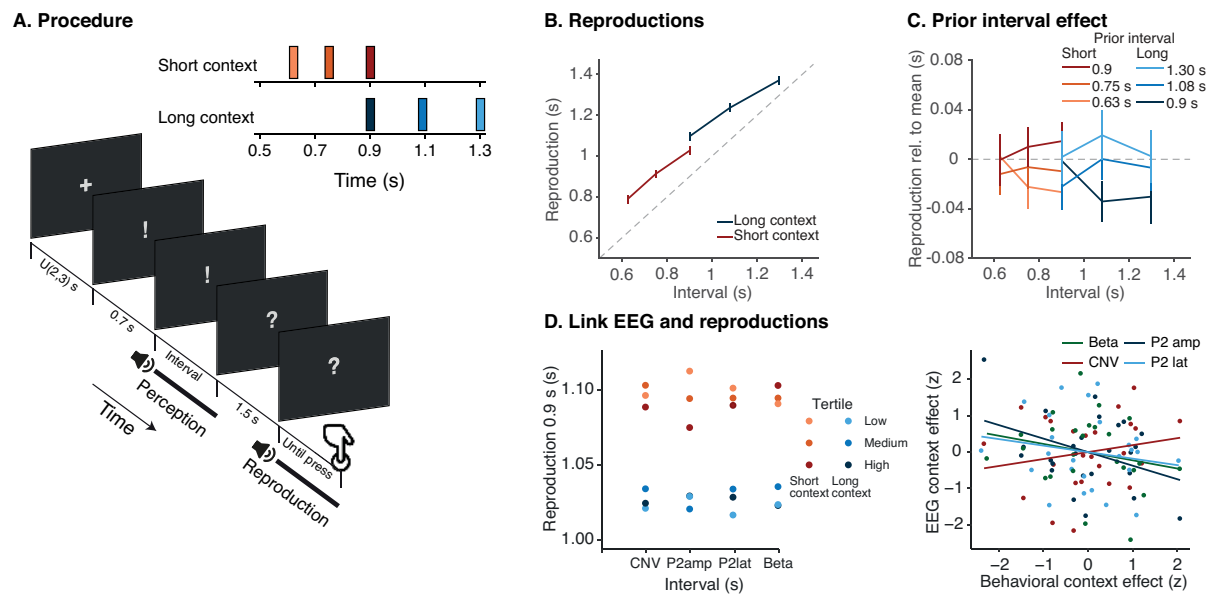 A. Procedure
Short context
Long context
0.5 0.7 0.9 1.1 1.3
Time (s)
+
!
!
?
?
U(2,3) s
0.7 s
Interval
1.5 s
Until press
Time
Perception
Reproduction
B. Reproductions
Reproduction (s)
1.4
1.2
1
0.8
0.6
Long context
Short context
0.6 0.8 1 1.2 1.4
Interval (s)
C. Prior interval effect
Prior interval
Short Long
0.9 1.30 s
0.75 s 1.08 s
0.63 s 0.9 s
Reproduction rel. to mean (s)
0.08
0.04
0
-0.04
-0.08
0.6 0.8 1 1.2 1.4
Interval (s)
D. Link EEG and reproductions
Reproduction 0.9 s (s)
1.10
1.05
1.00
CNV P2amp P2lat Beta
Interval (s)
Tertile
Low
Medium
High
Short Long
context context
Beta P2 amp
CNV P2 lat
EEG context effect (z)
2
1
0
−1
−2
−2 −1 0 1 2
Behavioral context effect (z)